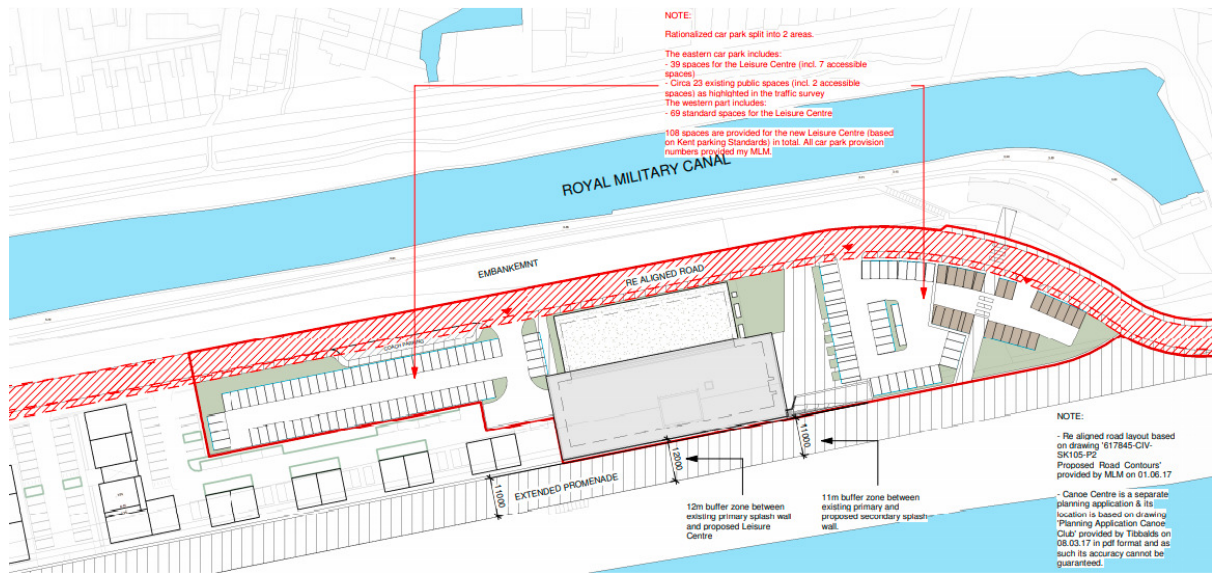 NOTE:
Rationalized car park split into 2 areas.
The eastern car park includes:
- 39 spaces for the Leisure Centre (incl. 7 accessible
spaces)
- Circa 23 existing public spaces (incl. 2 accessible
spaces) as highlighted in the traffic survey
The western part includes:
- 69 standard spaces for the Leisure Centre
108 spaces are provided for the new Leisure Centre (based
on Kent parking Standards) in total. All car park provision
numbers provided my MLM.
ROYAL MILITARY CANAL
EMBANKEMNT
RE ALIGNED ROAD
COACH PARKING
11000
12000
11000
EXTENDED PROMENADE
12m buffer zone between
existing primary splash wall
and proposed Leisure
Centre
11m buffer zone between
existing primary and
proposed secondary splash
wall.
NOTE:
- Re aligned road layout based
on drawing '617845-CIV-
SK105-P2
Proposed Road Contours'
provided by MLM on 01.06.17
- Canoe Centre is a separate
planning application & its
location is based on drawing
'Planning Application Canoe
Club' provided by Tibbalds on
08.03.17 in pdf format and as
such its accuracy cannot be
guaranteed.